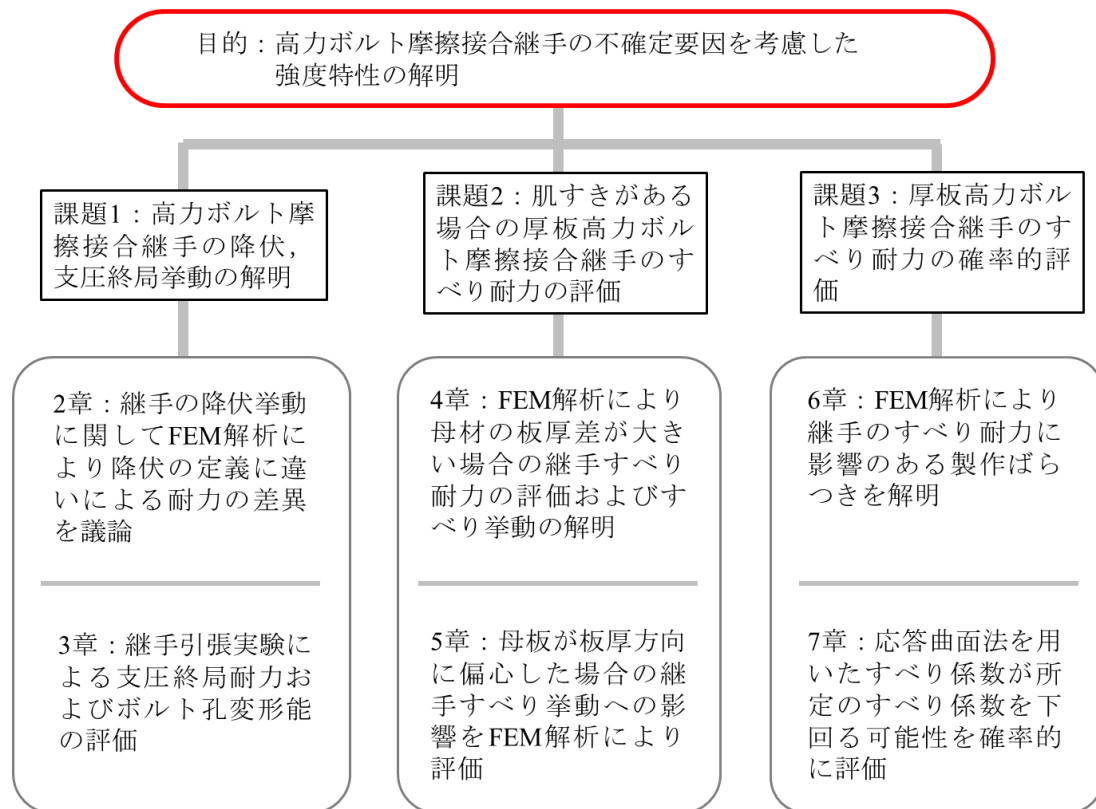 目的：高力ボルト摩擦接合継手の不確定要因を考慮した
強度特性の解明
課題1：高力ボルト摩
擦接合継手の降伏，
支圧終局挙動の解明
課題2：肌すきがある
場合の厚板高力ボル
ト摩擦接合継手のす
べり耐力の評価
課題3：厚板高力ボル
ト摩擦接合継手のす
べり耐力の確率的評
価
2章：継手の降伏挙動
に関してFEM解析に
より降伏の定義に違
いによる耐力の差異
を議論
3章：継手引張実験に
よる支圧終局耐力お
よびボルト孔変形能
の評価
4章：FEM解析により
母材の板厚差が大き
い場合の継手すべり
耐力の評価およびす
べり挙動の解明
5章：母板が板厚方向
に偏心した場合の継
手すべり挙動への影
響をFEM解析により
評価
6章：FEM解析により
継手のすべり耐力に
影響のある製作ばら
つきを解明
7章：応答曲面法を用
いたすべり係数が所
定のすべり係数を下
回る可能性を確率的
に評価